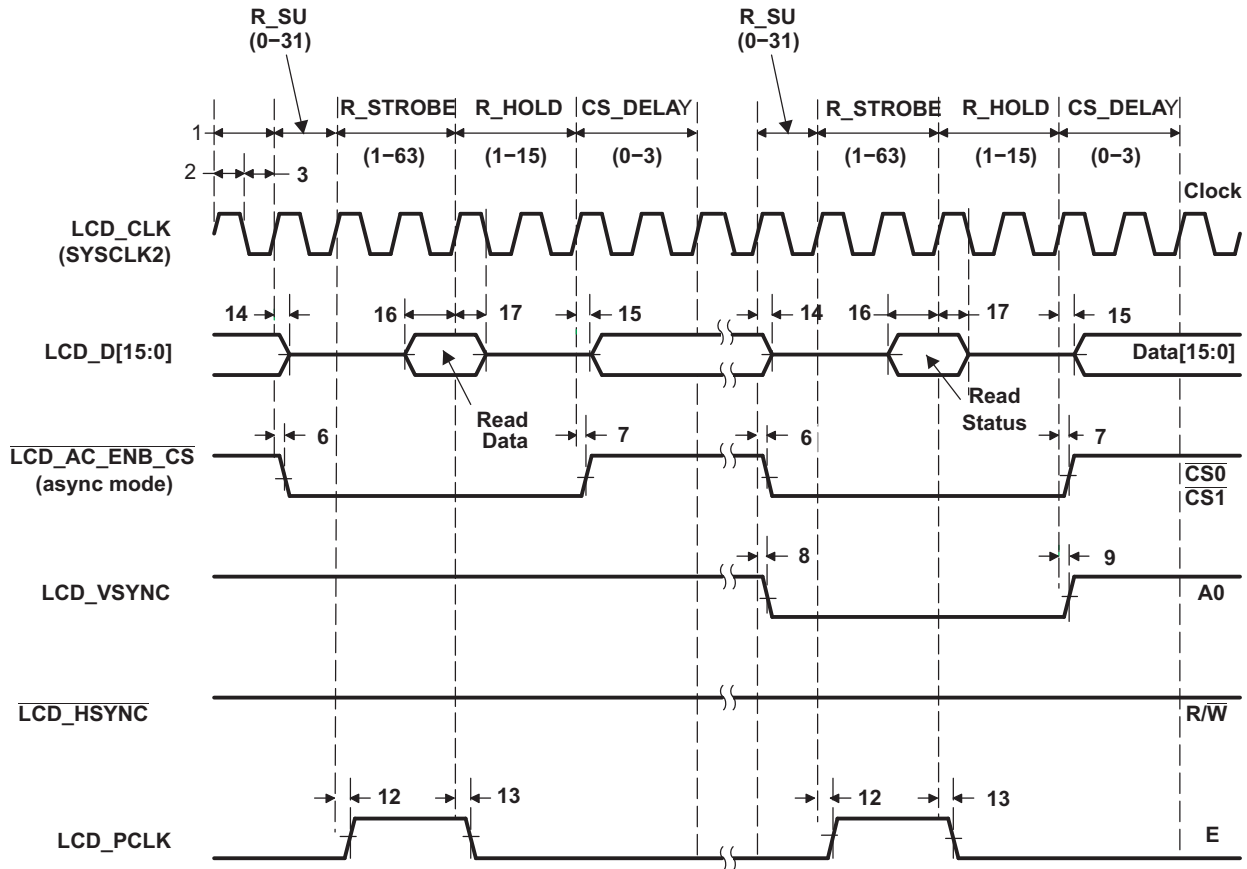 R_SU
(0−31)
R_SU
(0−31)
R_STROBE R_HOLD CS_DELAY
R_STROBE R_HOLD CS_DELAY
1
(1−63) (1−15) (0−3)
(1−63) (1−15) (0−3)
2 3
Clock
LCD_CLK
(SYSCLK2)
14 16 17 15
14 16 17 15
LCD_D[15:0]
Data[15:0]
Read
Data
Read
Status
6 7 6 7
LCD_AC_ENB_CS
(async mode)
CS0
CS1
8 9
LCD_VSYNC
A0
LCD_HSYNC
R/W
12 13 12 13
LCD_PCLK
E